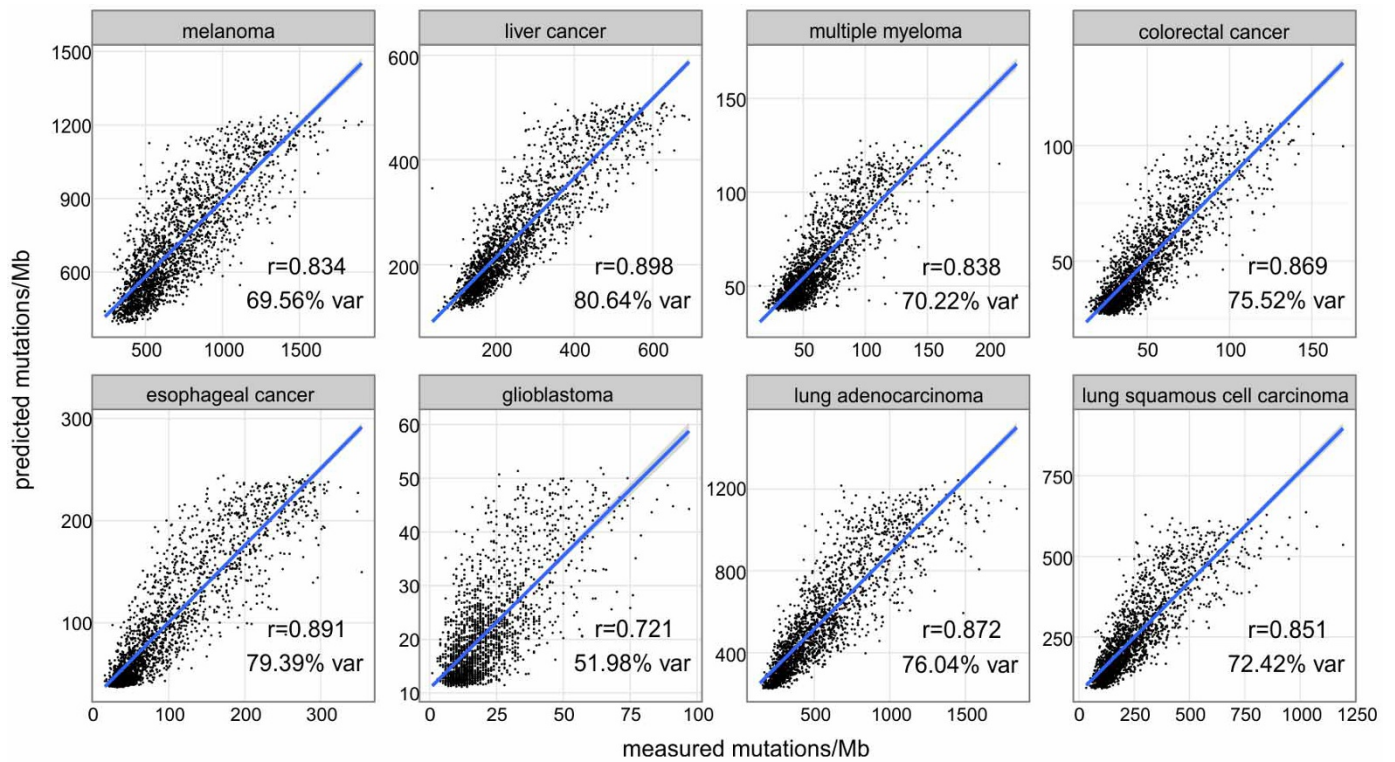 melanoma
liver cancer
multiple myeloma
colorectal cancer
1500
1200
900
600
r=0.834
69.56% var
500 1000 1500
600
400
200
r=0.898
80.64% var
200 400 600
150
100
50
r=0.838
70.22% var
50 100 150 200
100
50
r=0.869
75.52% var
50 100 150
predicted mutations/Mb
esophageal cancer
glioblastoma
lung adenocarcinoma
lung squamous cell carcinoma
300
200
100
r=0.891
79.39% var
0 100 200 300
60
50
40
30
20
10
r=0.721
51.98% var
0 25 50 75 100
1200
800
400
r=0.872
76.04% var
500 1000 1500
750
500
250
r=0.851
72.42% var
0 250 500 750 1000 1250
measured mutations/Mb